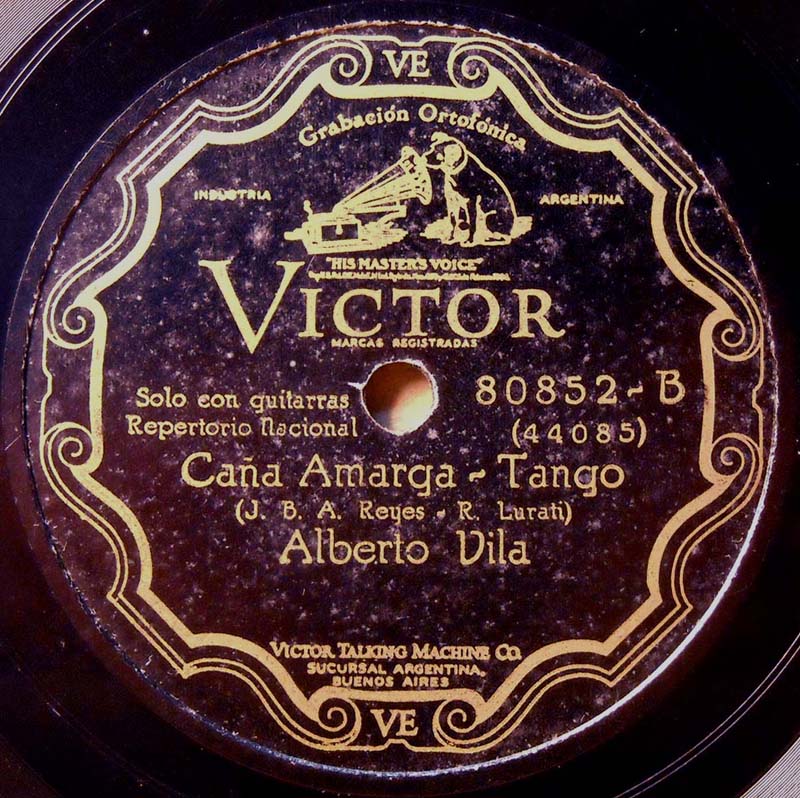 VE
Grabación Ortofónica
INDUSTRIA
ARGENTINA
"HIS MASTER'S VOICE"
VICTOR
MARCAS REGISTRADAS
Solo con guitarras
80852-B
Repertorio Nacional
(44085)
Caña Amarga - Tango
(J. B. A. Reyes - R. Lurati)
Alberto Vila
VICTOR TALKING MACHINE CO.
SUCURSAL ARGENTINA,
BUENOS AIRES
VE